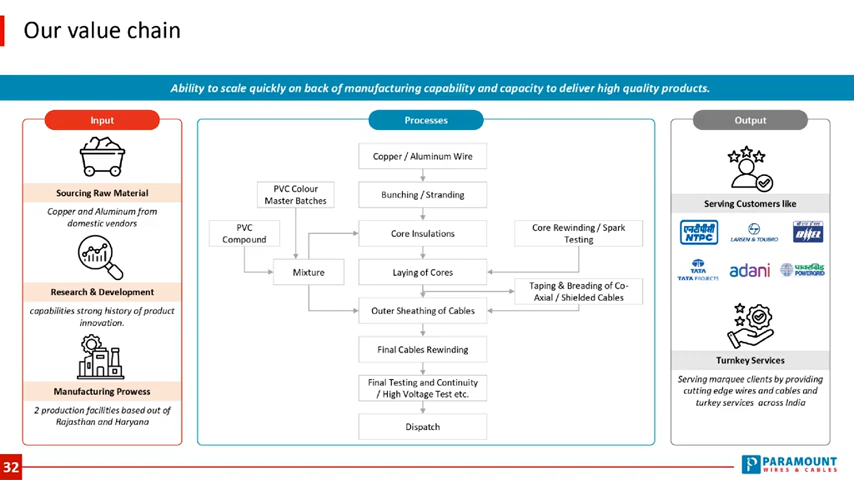 Our value chain
Ability to scale quickly on back of manufacturing capability and capacity to deliver high quality products.
Input
Sourcing Raw Material
Copper and Aluminum from
domestic vendors
Research & Development
capabilities strong history of product
innovation.
Manufacturing Prowess
2 production facilities based out of
Rajasthan and Haryana
Processes
Copper / Aluminum Wire
Bunching / Stranding
PVC Colour
Master Batches
PVC
Compound
Core Insulations
Core Rewinding / Spark
Testing
Mixture
Laying of Cores
Taping & Breading of Co-
Axial / Shielded Cables
Outer Sheathing of Cables
Final Cables Rewinding
Final Testing and Continuity
/ High Voltage Test etc.
Dispatch
Output
Serving Customers like
एनटीपीसी
NTPC
LARSEN & TOUBRO
BHEL
TATA
TATA PROJECTS
adani
पावरग्रिड
POWERGRID
Turnkey Services
Serving marquee clients by providing
cutting edge wires and cables and
turkey services across India
32
PARAMOUNT
WIRES & CABLES